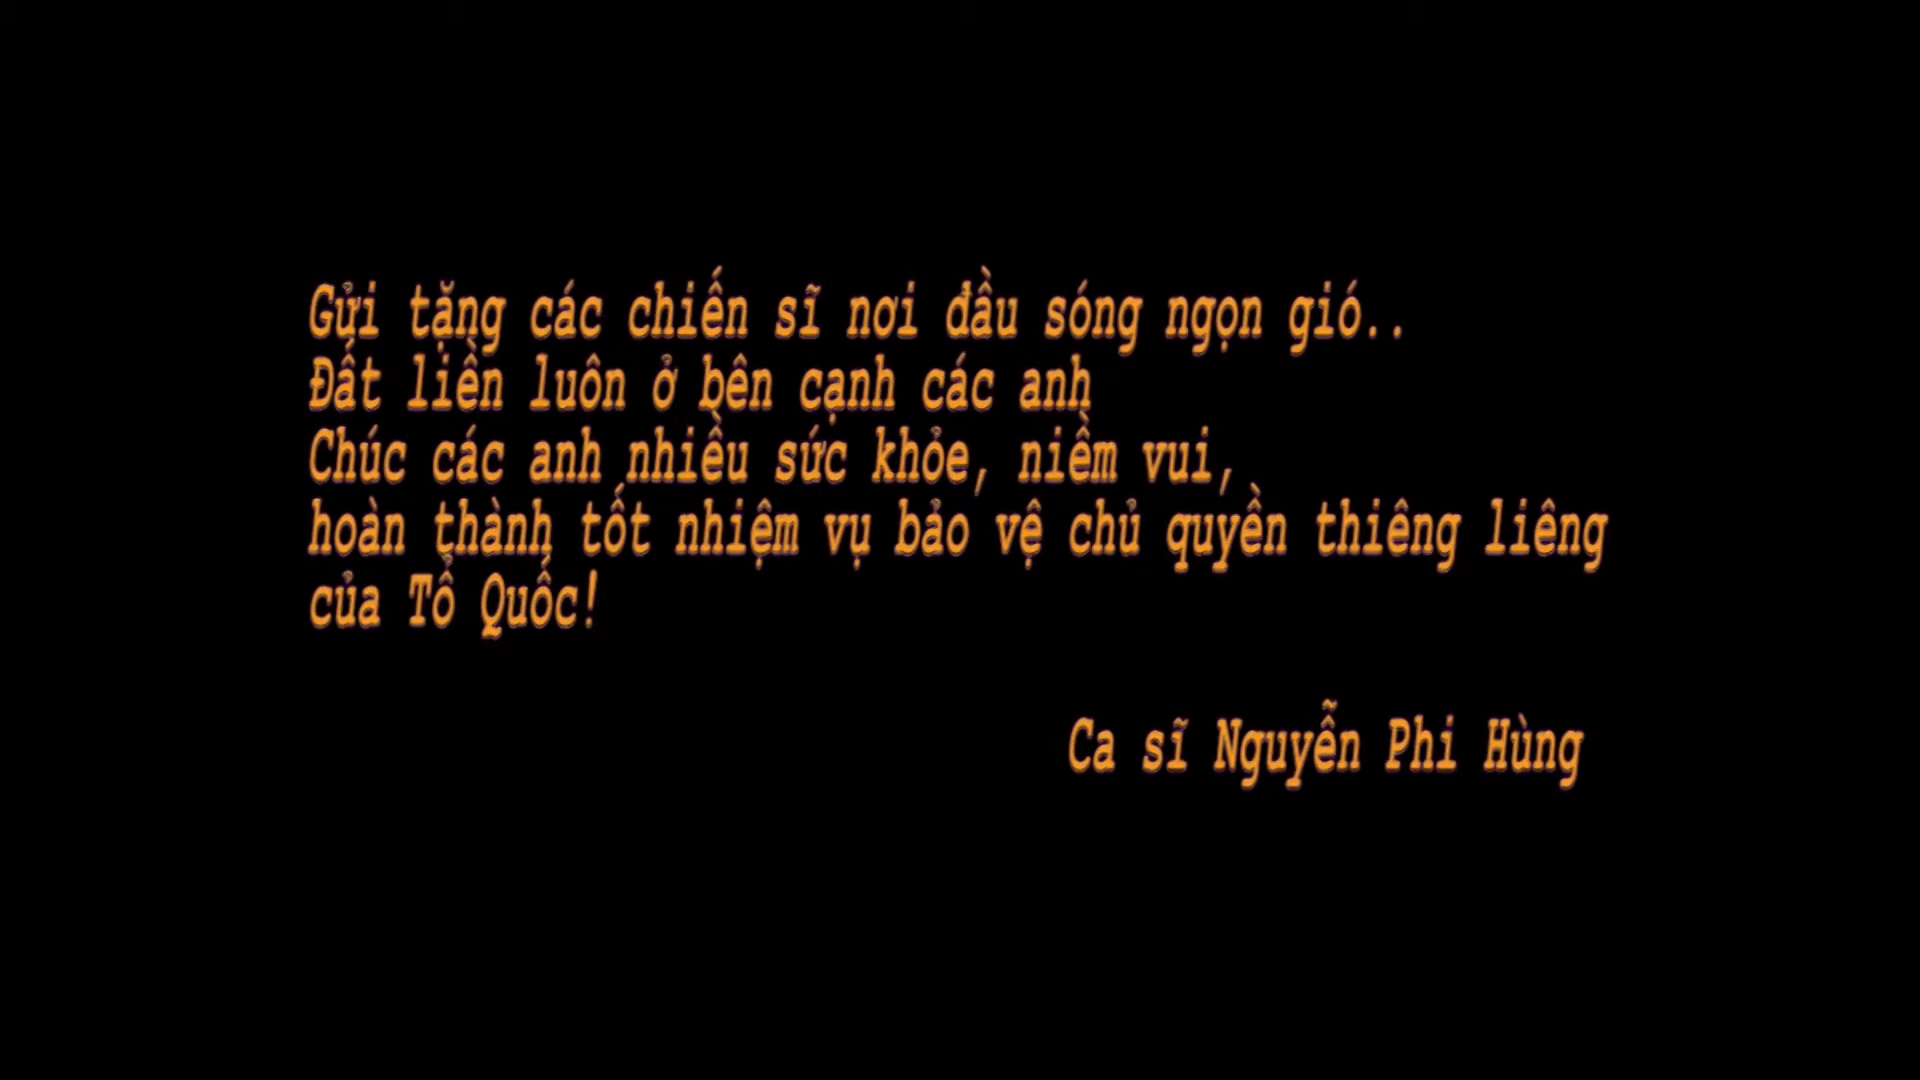 Gửi tặng các chiến sĩ nơi đầu sóng ngọn gió..
Đất liền luôn ở bên cạnh các anh
Chúc các anh nhiều sức khỏe, niềm vui,
hoàn thành tốt nhiệm vụ bảo vệ chủ quyền thiêng liêng
của Tổ Quốc!
Ca sĩ Nguyễn Phi Hùng